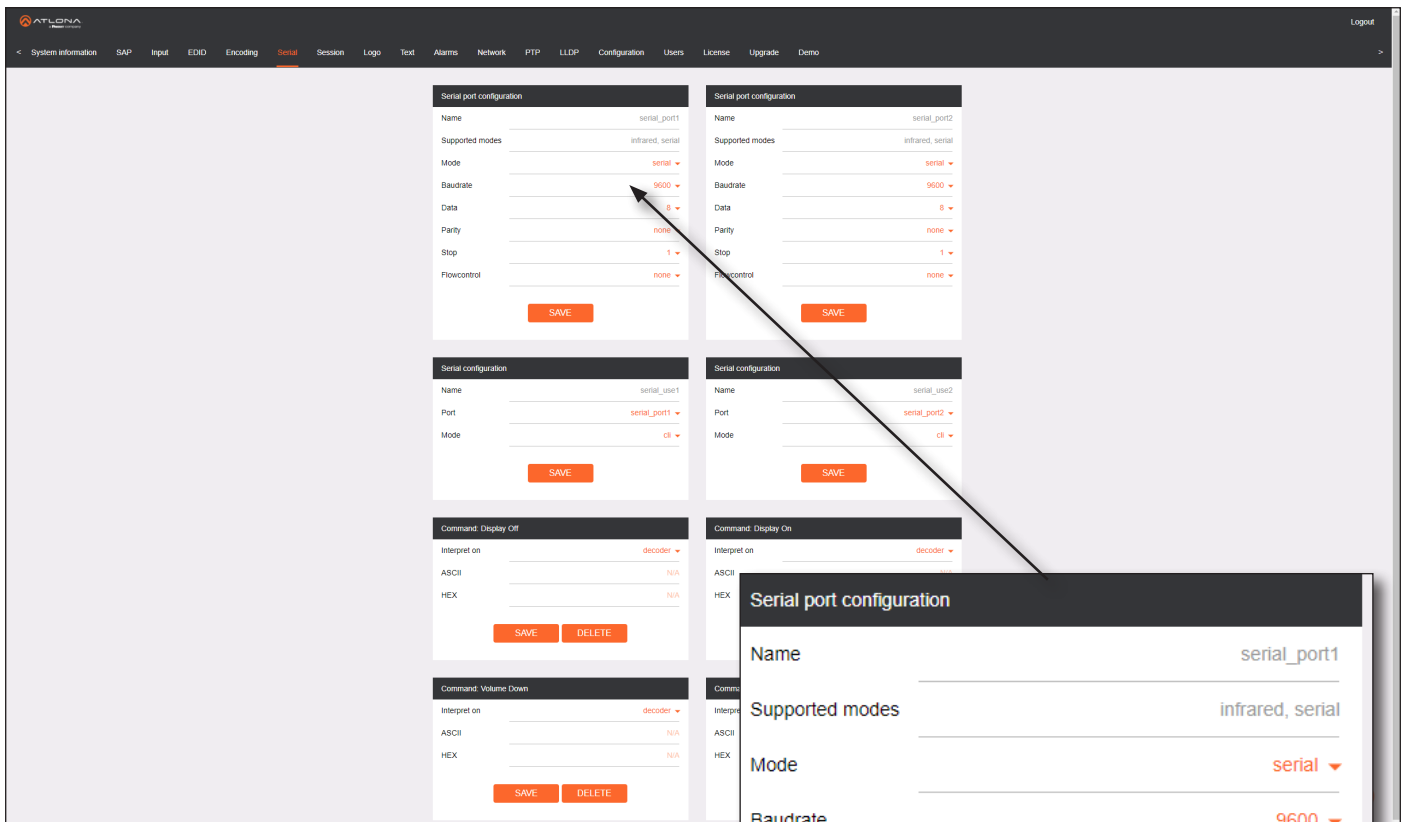 ATLONA
Logout
< System information SAP Input EDID Encoding Serial Session Logo Text Alarms Network PTP LLDP Configuration Users License Upgrade Demo >
Serial port configuration
Name serial_port1
Supported modes infrared, serial
Mode serial
Baudrate 9600
Data 8
Parity none
Stop 1
Flowcontrol none
SAVE
Serial port configuration
Name serial_port2
Supported modes infrared, serial
Mode serial
Baudrate 9600
Data 8
Parity none
Stop 1
Flowcontrol none
SAVE
Serial configuration
Name serial_use1
Port serial_port1
Mode cli
SAVE
Serial configuration
Name serial_use2
Port serial_port2
Mode cli
SAVE
Command: Display Off
Interpret on decoder
ASCII N/A
HEX N/A
SAVE DELETE
Command: Display On
Interpret on decoder
ASCII
HEX
Command: Volume Down
Interpret on decoder
ASCII N/A
HEX N/A
SAVE DELETE
ASCII
HEX
Serial port configuration
Name serial_port1
Supported modes infrared, serial
Mode serial
Baudrate 9600